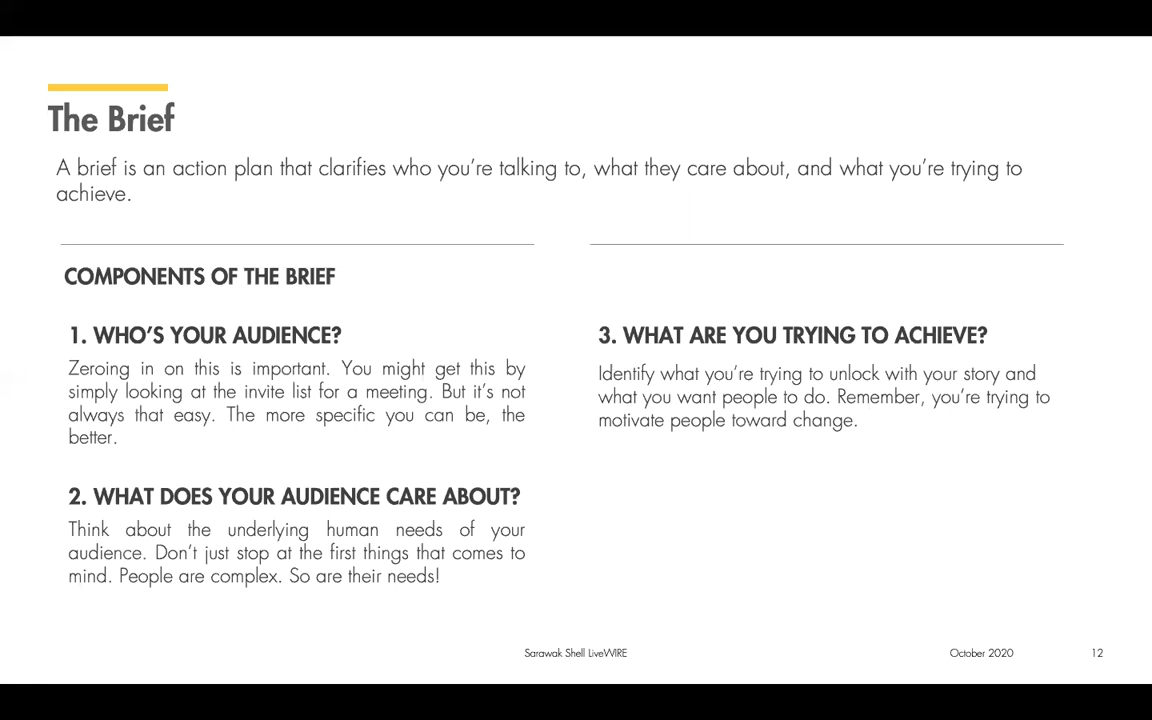 The Brief
A brief is an action plan that clarifies who you’re talking to, what they care about, and what you’re trying to
achieve.
COMPONENTS OF THE BRIEF
1. WHO’S YOUR AUDIENCE?
Zeroing in on this is important. You might get this by
simply looking at the invite list for a meeting. But it’s not
always that easy. The more specific you can be, the
better.
2. WHAT DOES YOUR AUDIENCE CARE ABOUT?
Think about the underlying human needs of your
audience. Don’t just stop at the first things that comes to
mind. People are complex. So are their needs!
3. WHAT ARE YOU TRYING TO ACHIEVE?
Identify what you’re trying to unlock with your story and
what you want people to do. Remember, you’re trying to
motivate people toward change.
Sarawak Shell LiveWIRE
October 2020
12